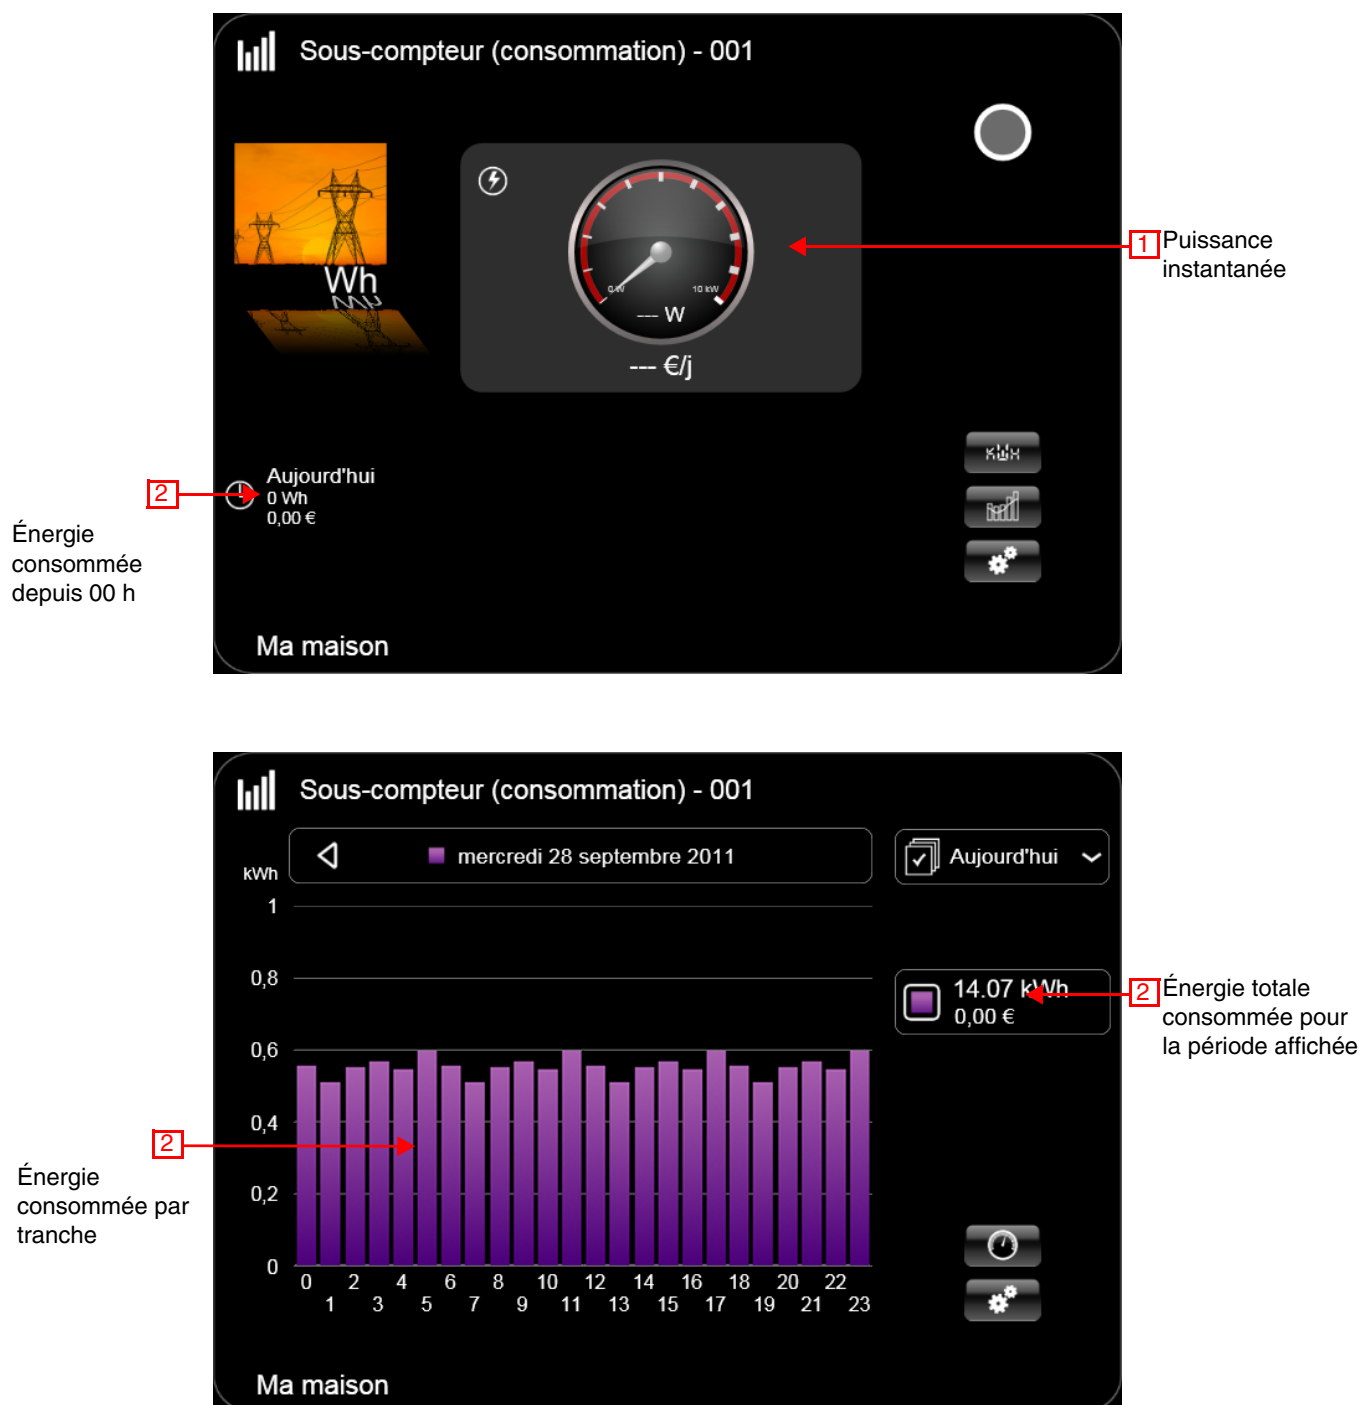 Sous-compteur (consommation) - 001
Wh
0 W
10 kW
--- W
--- €/j
1 Puissance
instantanée
KWH
2
Aujourd'hui
0 Wh
0,00 €
Énergie
consommée
depuis 00 h
Ma maison
Sous-compteur (consommation) - 001
mercredi 28 septembre 2011
Aujourd'hui
kWh
1
0,8
0,6
0,4
0,2
0
14.07 kWh
0,00 €
2 Énergie totale
consommée pour
la période affichée
2
Énergie
consommée par
tranche
0 2 4 6 8 10 12 14 16 18 20 22
1 3 5 7 9 11 13 15 17 19 21 23
Ma maison